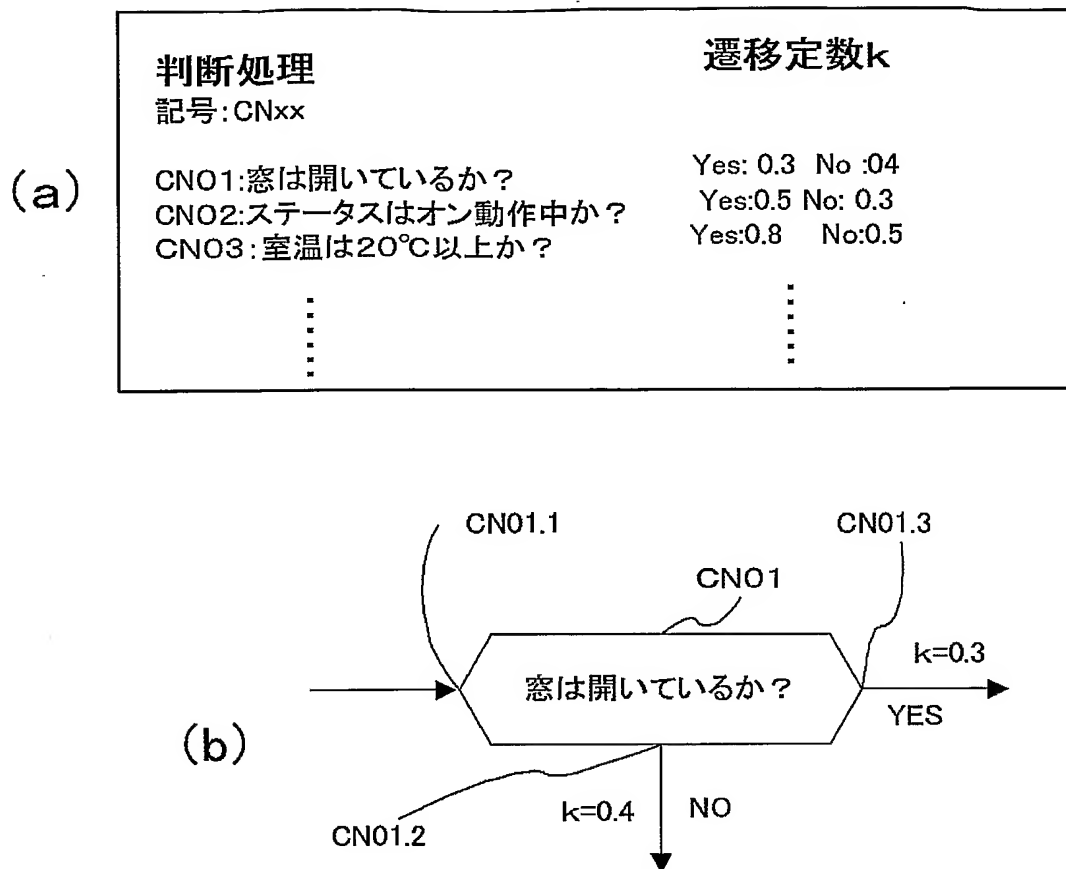 (a)
判断処理 遷移定数k
記号:CNxx
CN01:窓は開いているか? Yes: 0.3 No :04
CN02:ステータスはオン動作中か? Yes:0.5 No: 0.3
CN03:室温は20℃以上か? Yes:0.8 No:0.5
(b)
CN01.1 CN01.3
CN01
k=0.3
窓は開いているか?
YES
k=0.4 NO
CN01.2